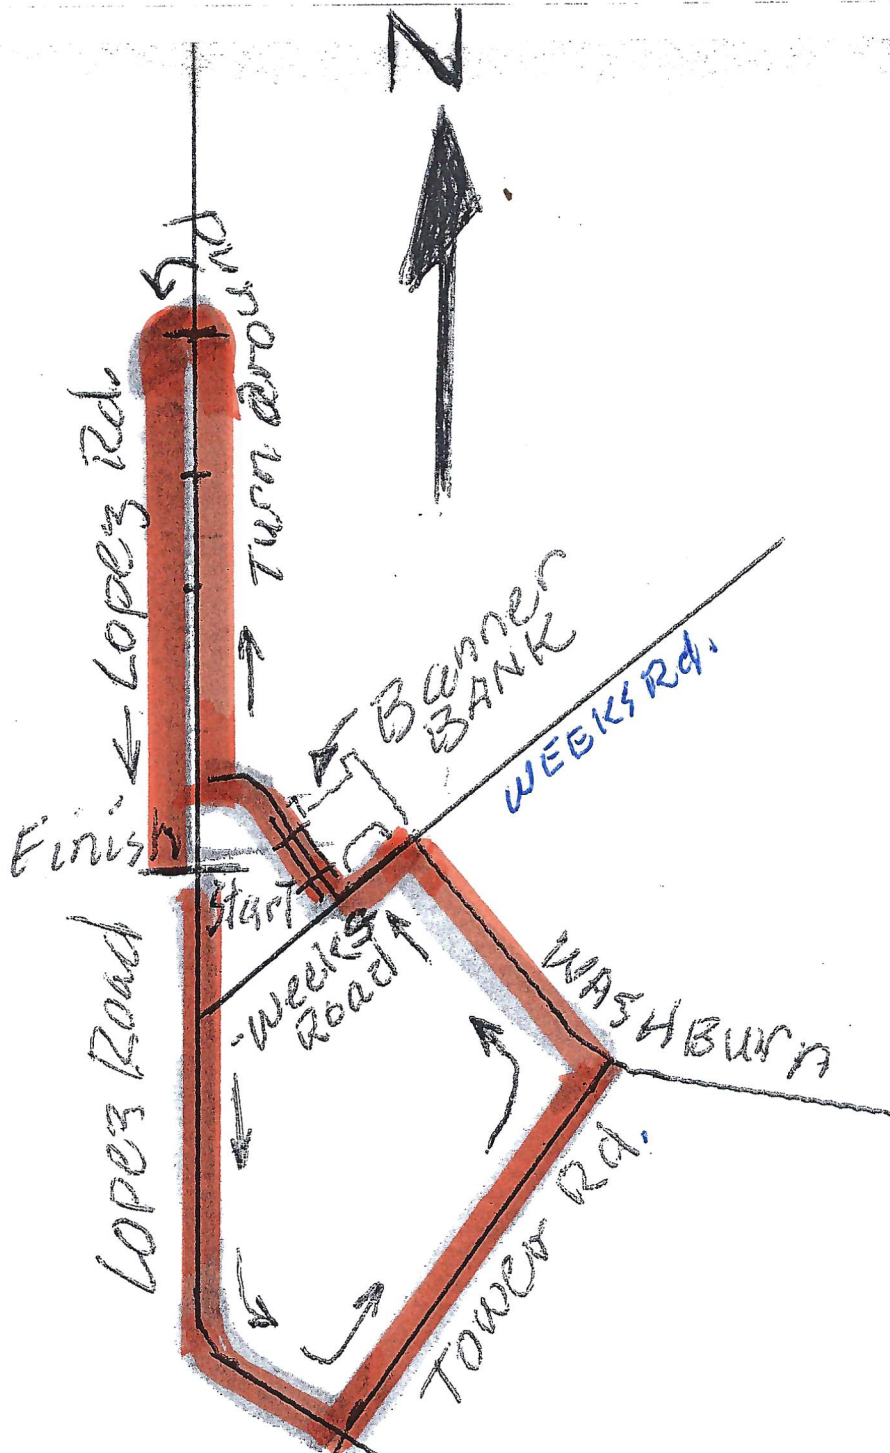 N
Turn around
Lopez Rd.
Banner
BANK
WEEKS Rd.
Finish
Start
Weeks
Road
WASHBurn
Lopez Road
Tower Rd.